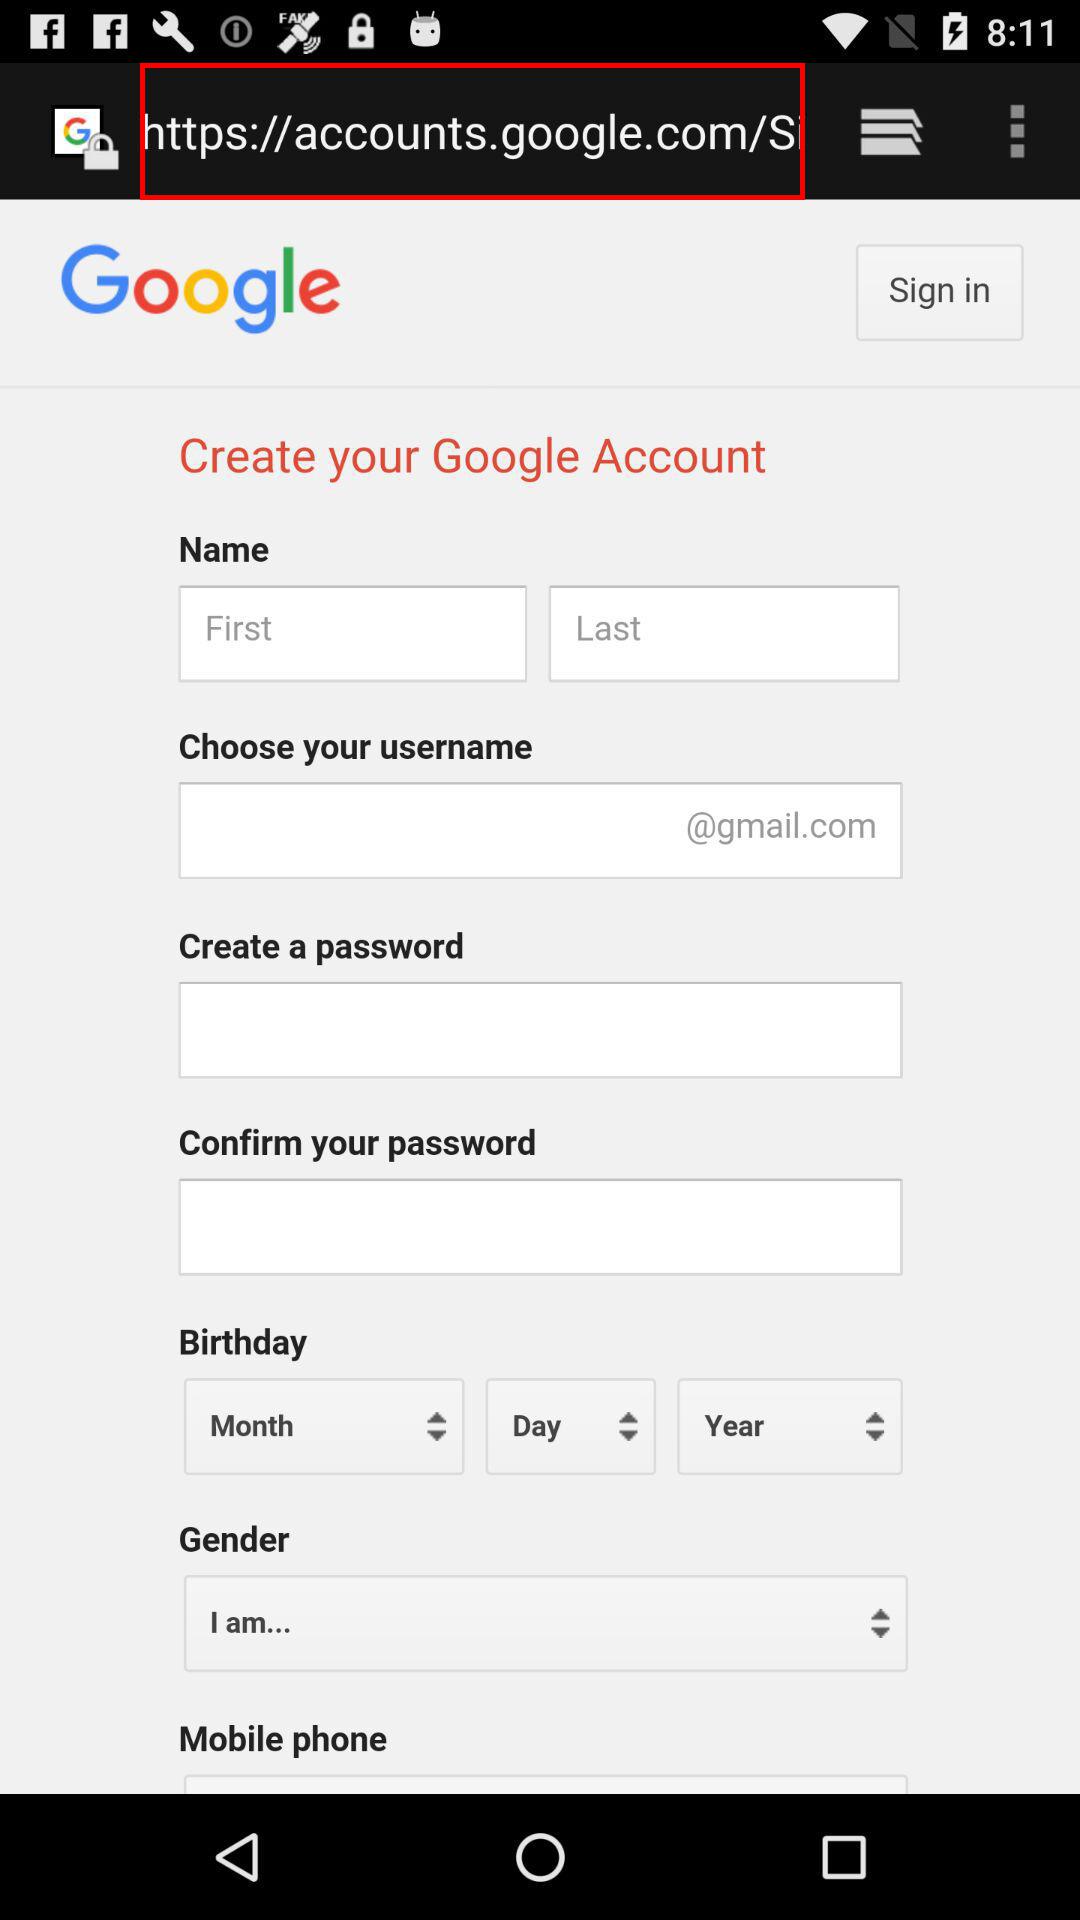 FAKE
8:11
https://accounts.google.com/Si
Google
Sign in
Create your Google Account
Name
First Last
Choose your username
@gmail.com
Create a password
Confirm your password
Birthday
Month Day Year
Gender
I am...
Mobile phone